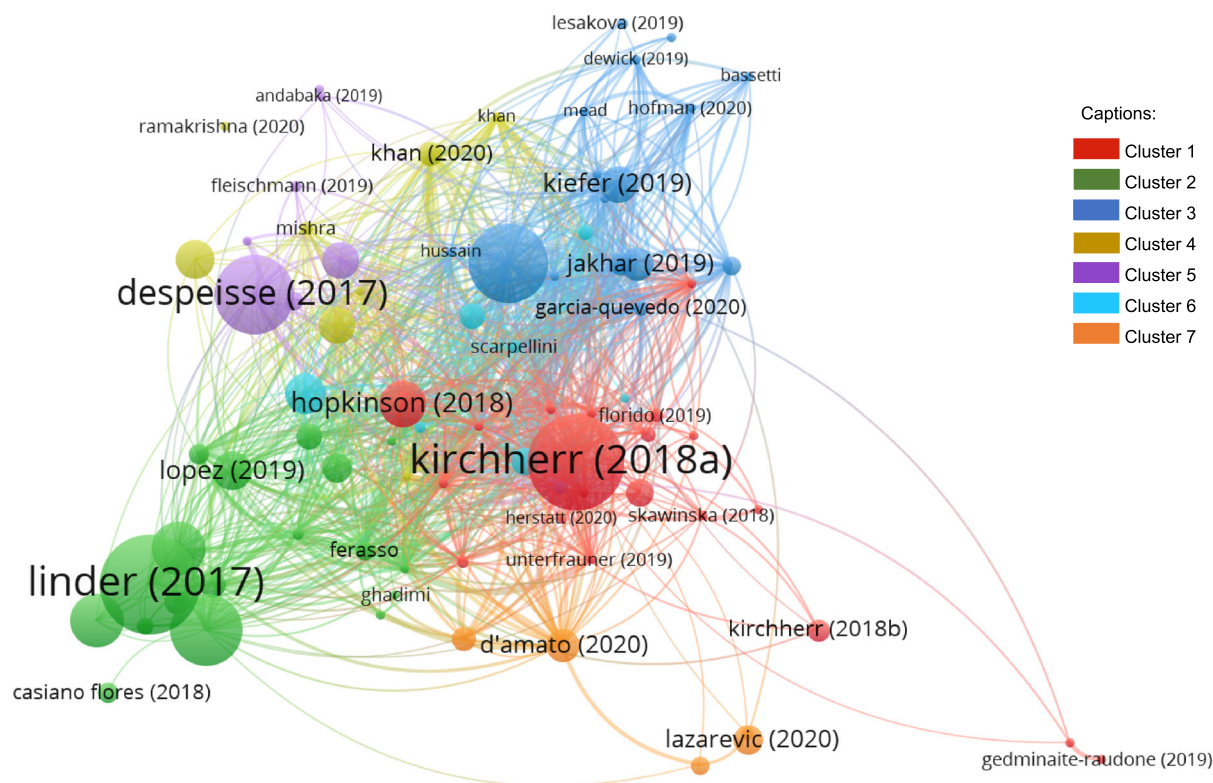 lesakova (2019)
dewick (2019)
bassetti
andabaka (2019)
mead
hofman (2020)
khan
ramakrishna (2020)
khan (2020)
fleischmann (2019)
kiefer (2019)
mishra
hussain
jakhar (2019)
despeisse (2017)
garcia-quevedo (2020)
scarpellini
hopkinson (2018)
florido (2019)
kirchherr (2018a)
lopez (2019)
herstatt (2020)
skawinska (2018)
ferasso
unterfrauner (2019)
linder (2017)
ghadimi
kirchherr (2018b)
d'amato (2020)
casiano flores (2018)
lazarevic (2020)
gedminaite-raudone (2019)
Captions:
Cluster 1
Cluster 2
Cluster 3
Cluster 4
Cluster 5
Cluster 6
Cluster 7